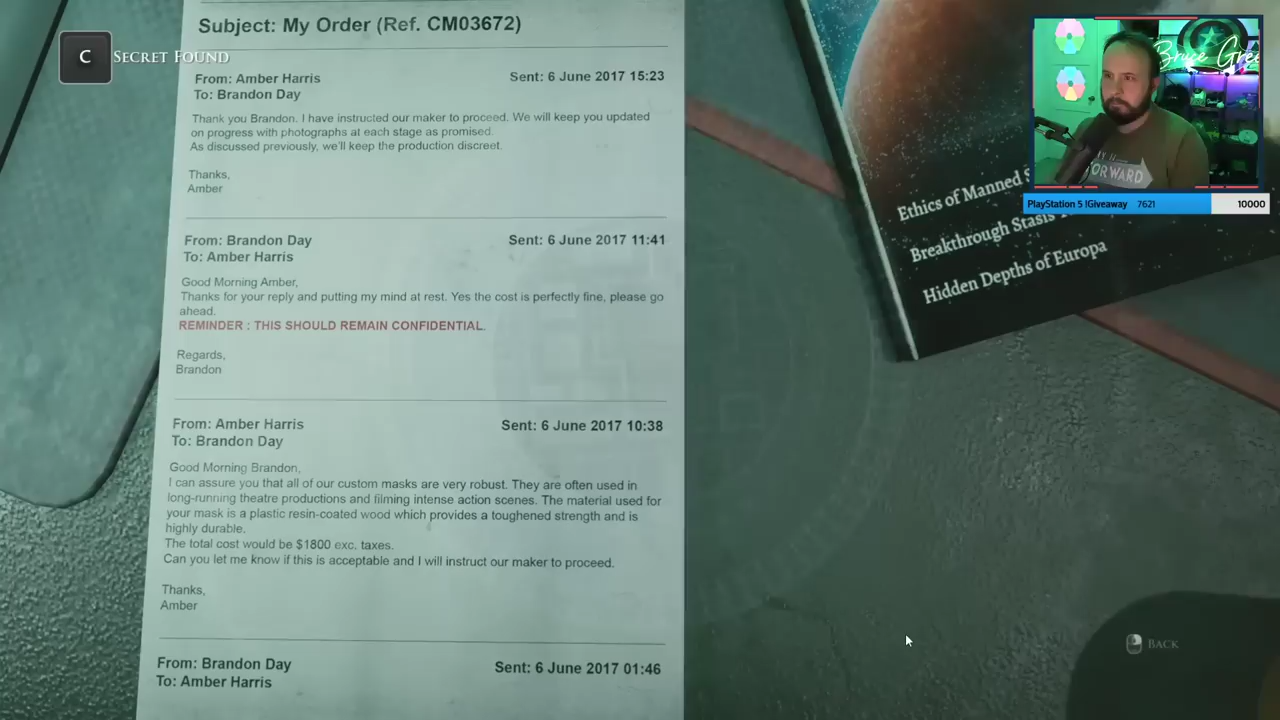 Subject: My Order (Ref. CM03672)
C SECRET FOUND
From: Amber Harris
Sent: 6 June 2017 15:23
To: Brandon Day
Thank you Brandon. I have instructed our maker to proceed. We will keep you updated
on progress with photographs at each stage as promised.
As discussed previously, we'll keep the production discreet.
Thanks,
Amber
From: Brandon Day
Sent: 6 June 2017 11:41
To: Amber Harris
Good Morning Amber,
Thanks for your reply and putting my mind at rest. Yes the cost is perfectly fine, please go
ahead.
REMINDER : THIS SHOULD REMAIN CONFIDENTIAL.
Regards,
Brandon
From: Amber Harris
Sent: 6 June 2017 10:38
To: Brandon Day
Good Morning Brandon,
I can assure you that all of our custom masks are very robust. They are often used in
long-running theatre productions and filming intense action scenes. The material used for
your mask is a plastic resin-coated wood which provides a toughened strength and is
highly durable.
The total cost would be $1800 exc. taxes.
Can you let me know if this is acceptable and I will instruct our maker to proceed.
Thanks,
Amber
From: Brandon Day
Sent: 6 June 2017 01:46
To: Amber Harris
Ethics of Manned
Breakthrough Stasis
Hidden Depths of Europa
Bruce Gree
FORWARD
PlayStation 5 !Giveaway 7621 10000
BACK